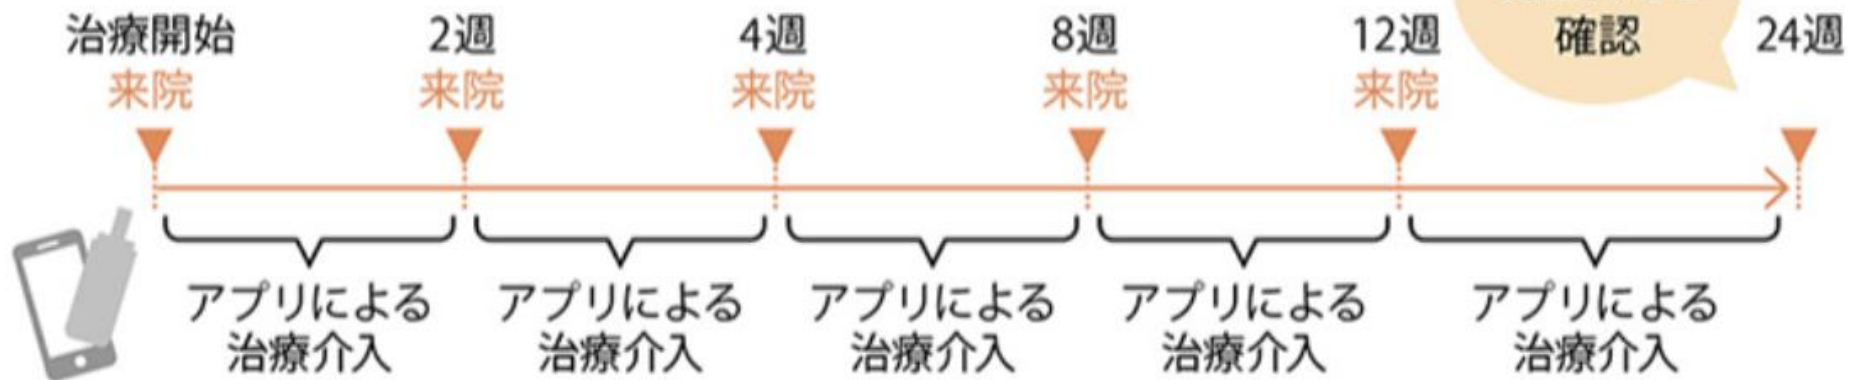 治療開始 2週 4週 8週 12週 確認 24週
来院 来院 来院 来院 来院
アプリによる アプリによる アプリによる アプリによる アプリによる
治療介入 治療介入 治療介入 治療介入 治療介入